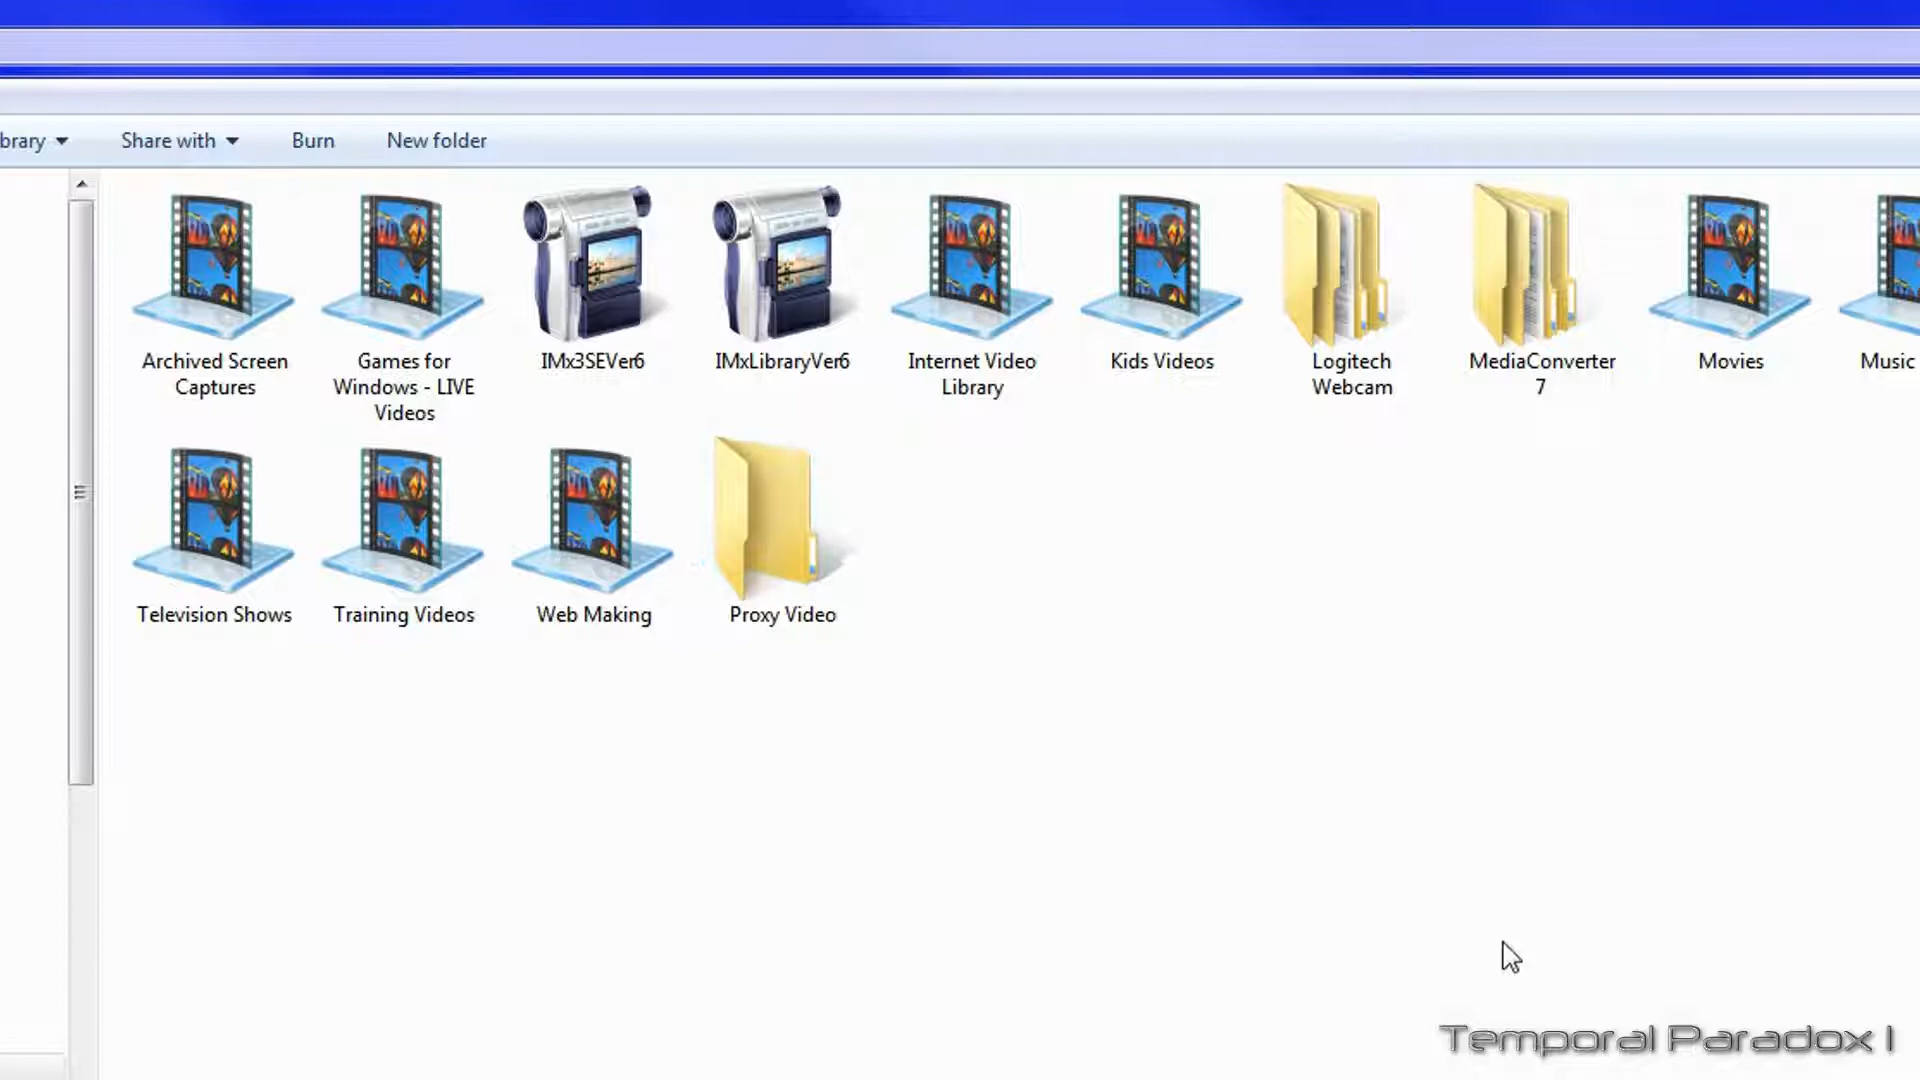 brary
Share with
Burn
New folder
Archived Screen
Captures
Games for
Windows - LIVE
Videos
IMx3SEVer6
IMxLibraryVer6
Internet Video
Library
Kids Videos
Logitech
Webcam
MediaConverter
7
Movies
Music
Television Shows
Training Videos
Web Making
Proxy Video
Temporal Paradox I